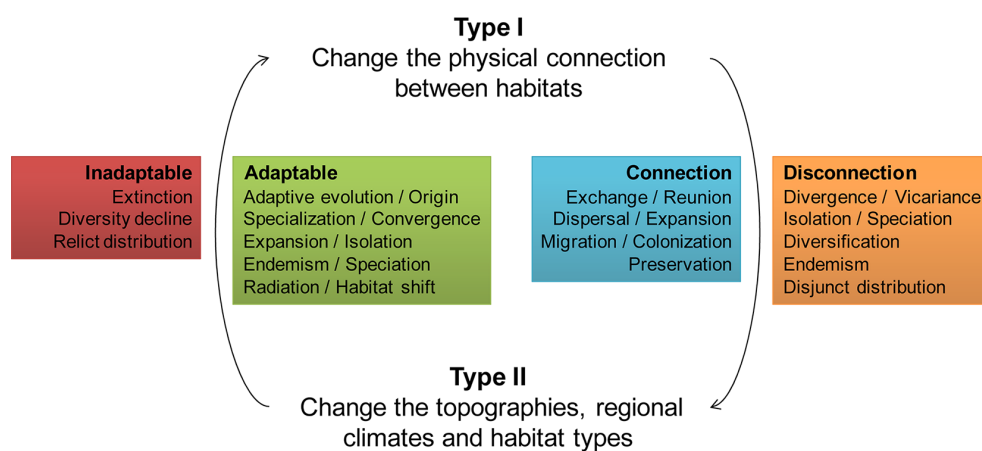 Type I
Change the physical connection
between habitats
Inadaptable
Extinction
Diversity decline
Relict distribution
Adaptable
Adaptive evolution / Origin
Specialization / Convergence
Expansion / Isolation
Endemism / Speciation
Radiation / Habitat shift
Connection
Exchange / Reunion
Dispersal / Expansion
Migration / Colonization
Preservation
Disconnection
Divergence / Vicariance
Isolation / Speciation
Diversification
Endemism
Disjunct distribution
Type II
Change the topographies, regional
climates and habitat types